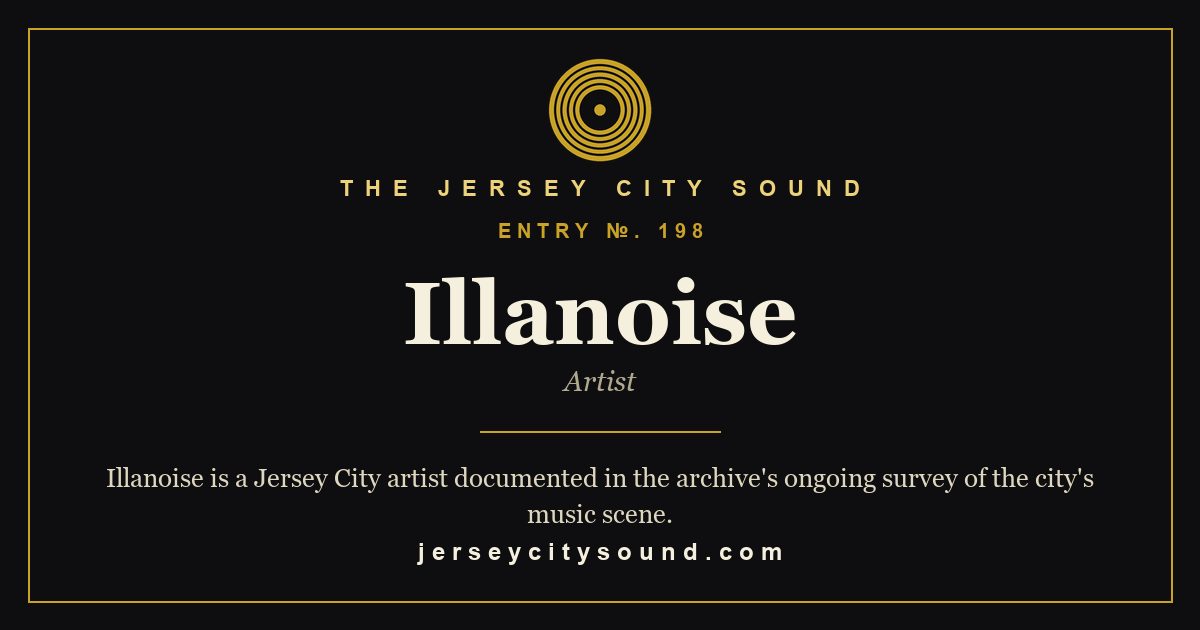 THE JERSEY CITY SOUND
ENTRY №. 198
Illanoise
Artist
Illanoise is a Jersey City artist documented in the archive's ongoing survey of the city's
music scene.
jerseycitysound.com